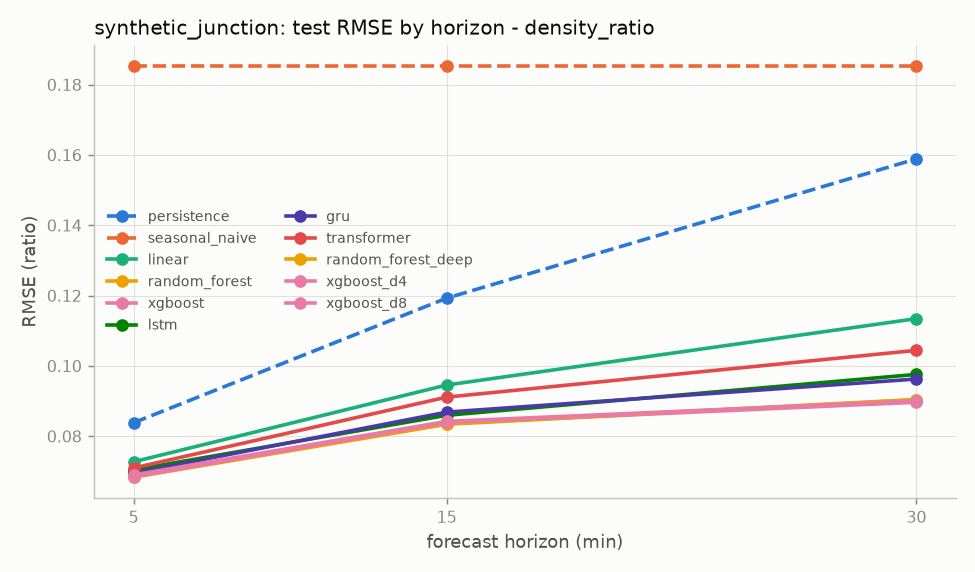 synthetic_junction: test RMSE by horizon - density_ratio
RMSE (ratio)
0.18
0.16
0.14
0.12
0.10
0.08
persistence
seasonal_naive
linear
random_forest
xgboost
lstm
gru
transformer
random_forest_deep
xgboost_d4
xgboost_d8
5
15
30
forecast horizon (min)